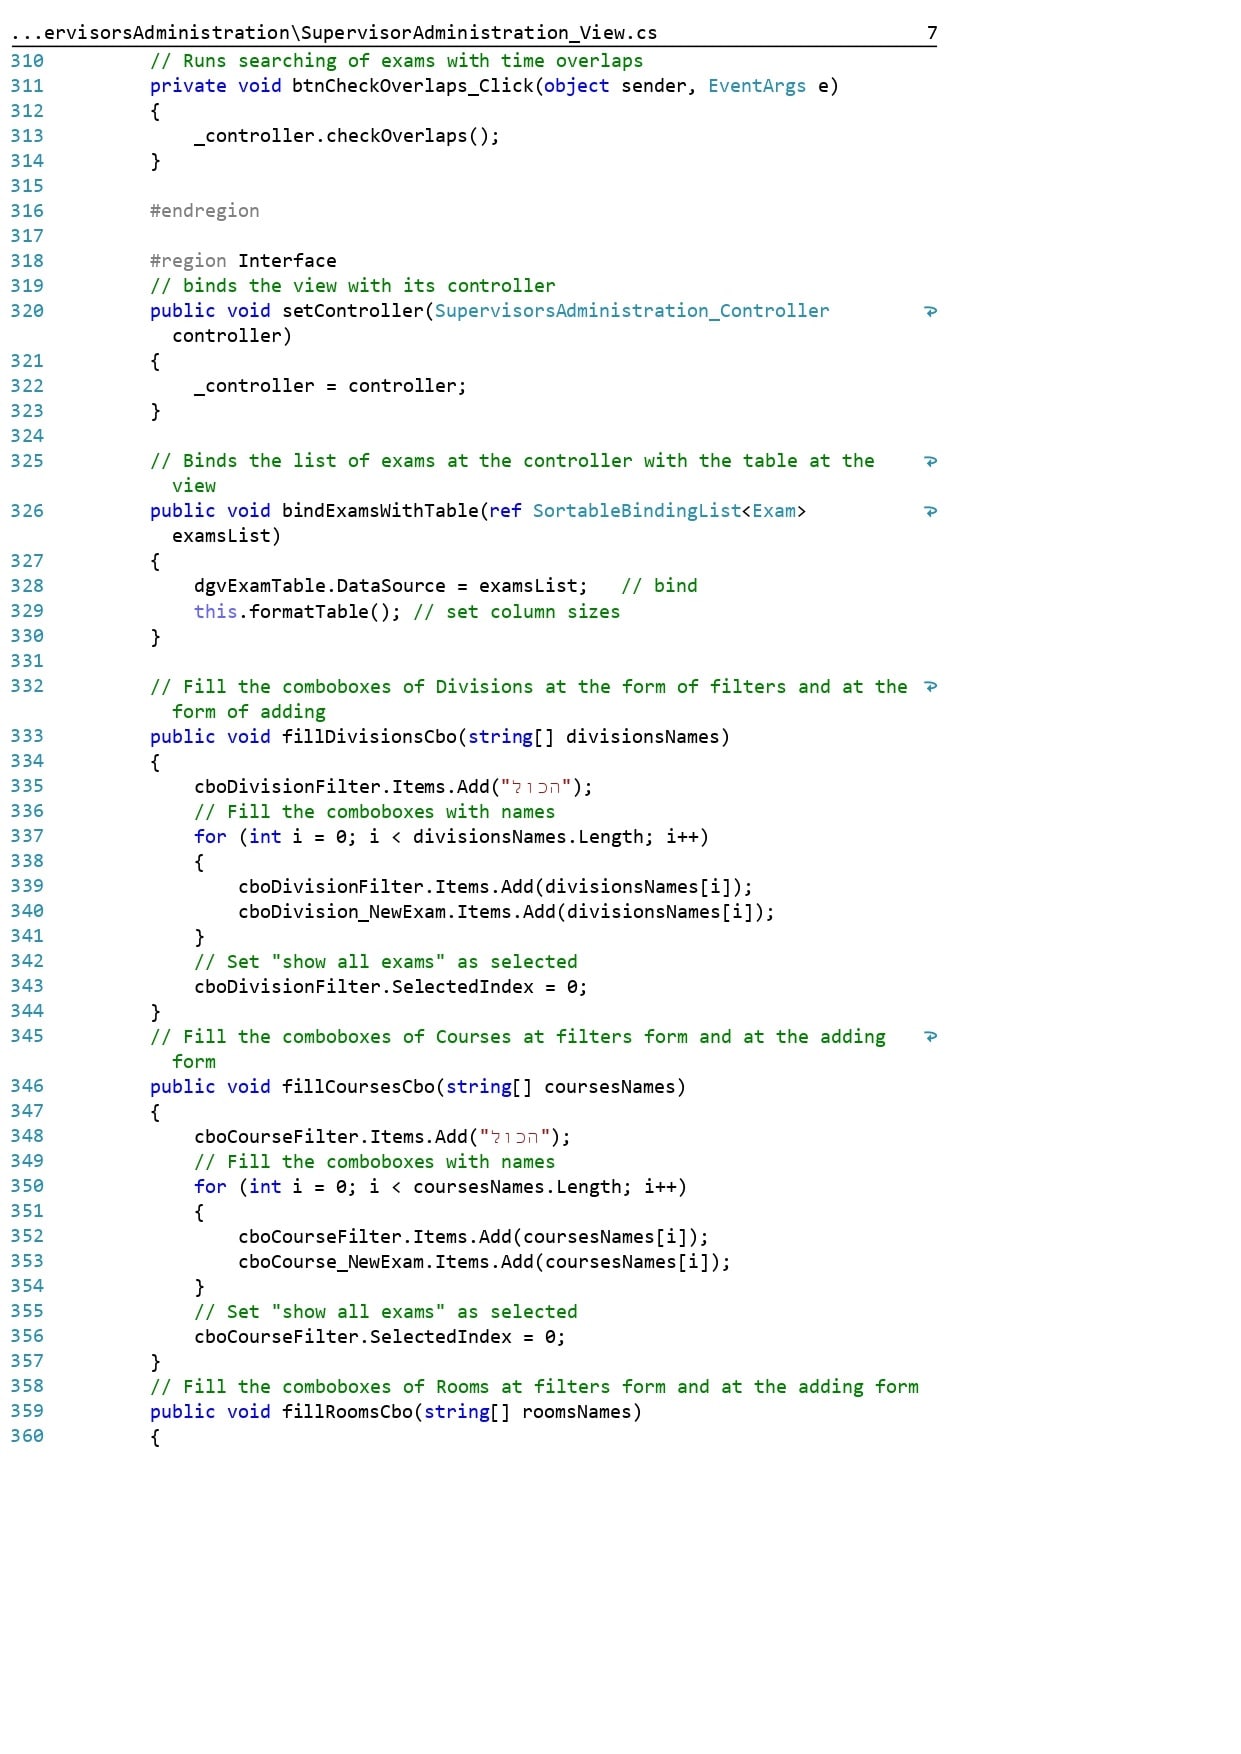 ...ervisorsAdministration\SupervisorAdministration_View.cs 7
310 // Runs searching of exams with time overlaps
311 private void btnCheckOverlaps_Click(object sender, EventArgs e)
312 {
313 _controller.checkOverlaps();
314 }
315
316 #endregion
317
318 #region Interface
319 // binds the view with its controller
320 public void setController(SupervisorsAdministration_Controller
controller)
321 {
322 _controller = controller;
323 }
324
325 // Binds the list of exams at the controller with the table at the
view
326 public void bindExamsWithTable(ref SortableBindingList<Exam>
examsList)
327 {
328 dgvExamTable.DataSource = examsList; // bind
329 this.formatTable(); // set column sizes
330 }
331
332 // Fill the comboboxes of Divisions at the form of filters and at the
form of adding
333 public void fillDivisionsCbo(string[] divisionsNames)
334 {
335 cboDivisionFilter.Items.Add("הכול");
336 // Fill the comboboxes with names
337 for (int i = 0; i < divisionsNames.Length; i++)
338 {
339 cboDivisionFilter.Items.Add(divisionsNames[i]);
340 cboDivision_NewExam.Items.Add(divisionsNames[i]);
341 }
342 // Set "show all exams" as selected
343 cboDivisionFilter.SelectedIndex = 0;
344 }
345 // Fill the comboboxes of Courses at filters form and at the adding
form
346 public void fillCoursesCbo(string[] coursesNames)
347 {
348 cboCourseFilter.Items.Add("הכול");
349 // Fill the comboboxes with names
350 for (int i = 0; i < coursesNames.Length; i++)
351 {
352 cboCourseFilter.Items.Add(coursesNames[i]);
353 cboCourse_NewExam.Items.Add(coursesNames[i]);
354 }
355 // Set "show all exams" as selected
356 cboCourseFilter.SelectedIndex = 0;
357 }
358 // Fill the comboboxes of Rooms at filters form and at the adding form
359 public void fillRoomsCbo(string[] roomsNames)
360 {